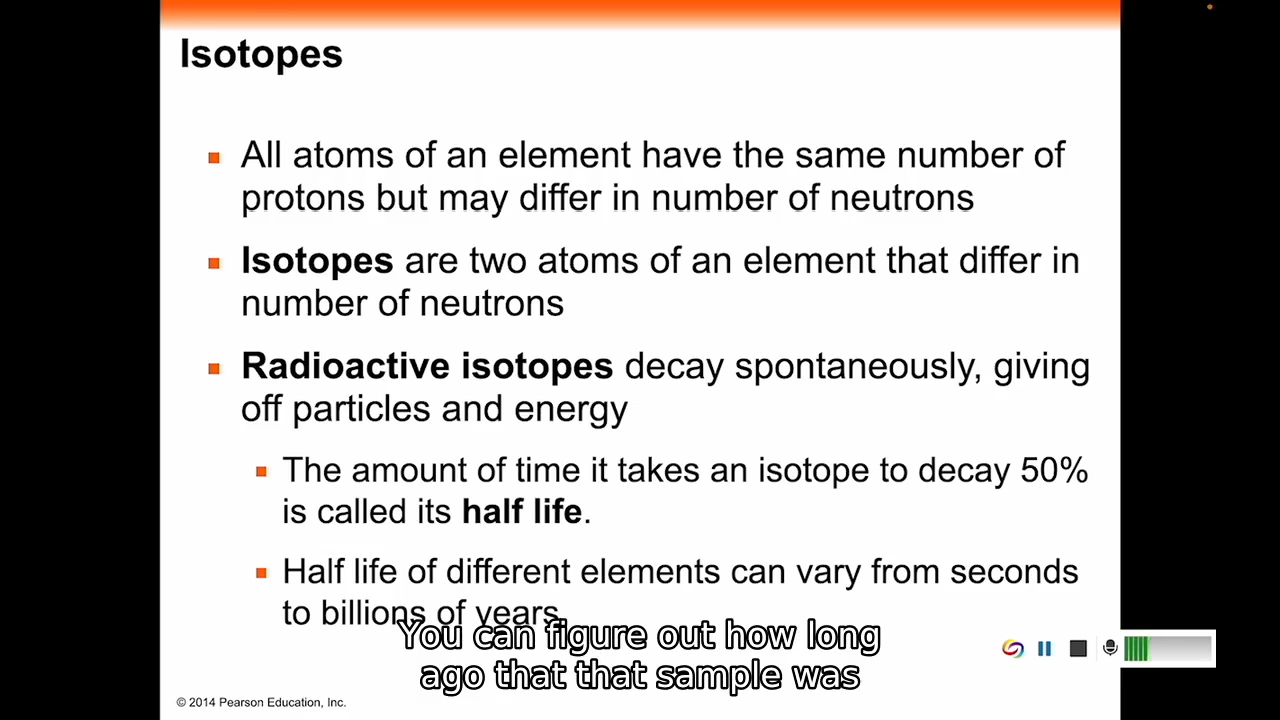 Isotopes
All atoms of an element have the same number of
protons but may differ in number of neutrons
Isotopes are two atoms of an element that differ in
number of neutrons
Radioactive isotopes decay spontaneously, giving
off particles and energy
The amount of time it takes an isotope to decay 50%
is called its half life.
Half life of different elements can vary from seconds
to billions of years.
You can figure out how long
ago that that sample was
© 2014 Pearson Education, Inc.